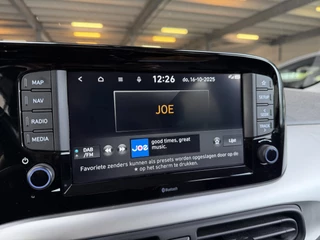 12:26 do, 16-10-2025
MAP
NAV
RADIO
MEDIA
JOE
DAB
/FM
JOE
good times, great
music.
Favoriete zenders kunnen als presets worden opgeslagen door op de
★ op het scherm te drukken.
Bluetooth